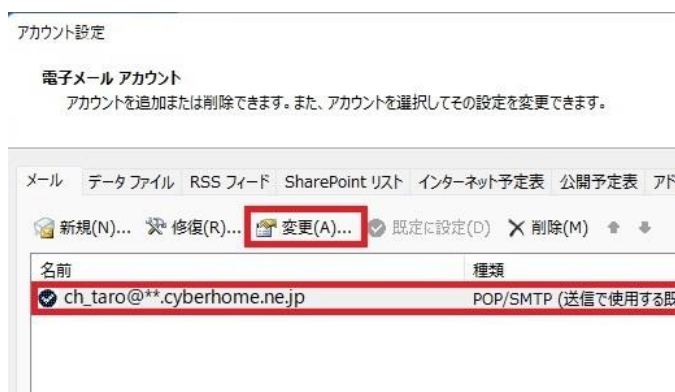 アカウント設定
電子メール アカウント
アカウントを追加または削除できます。また、アカウントを選択してその設定を変更できます。
メール データ ファイル RSS フィード SharePoint リスト インターネット予定表 公開予定表 アド
新規(N)... 修復(R)... 変更(A)... 既定に設定(D) 削除(M)
名前 種類
ch_taro@**.cyberhome.ne.jp POP/SMTP (送信で使用する既